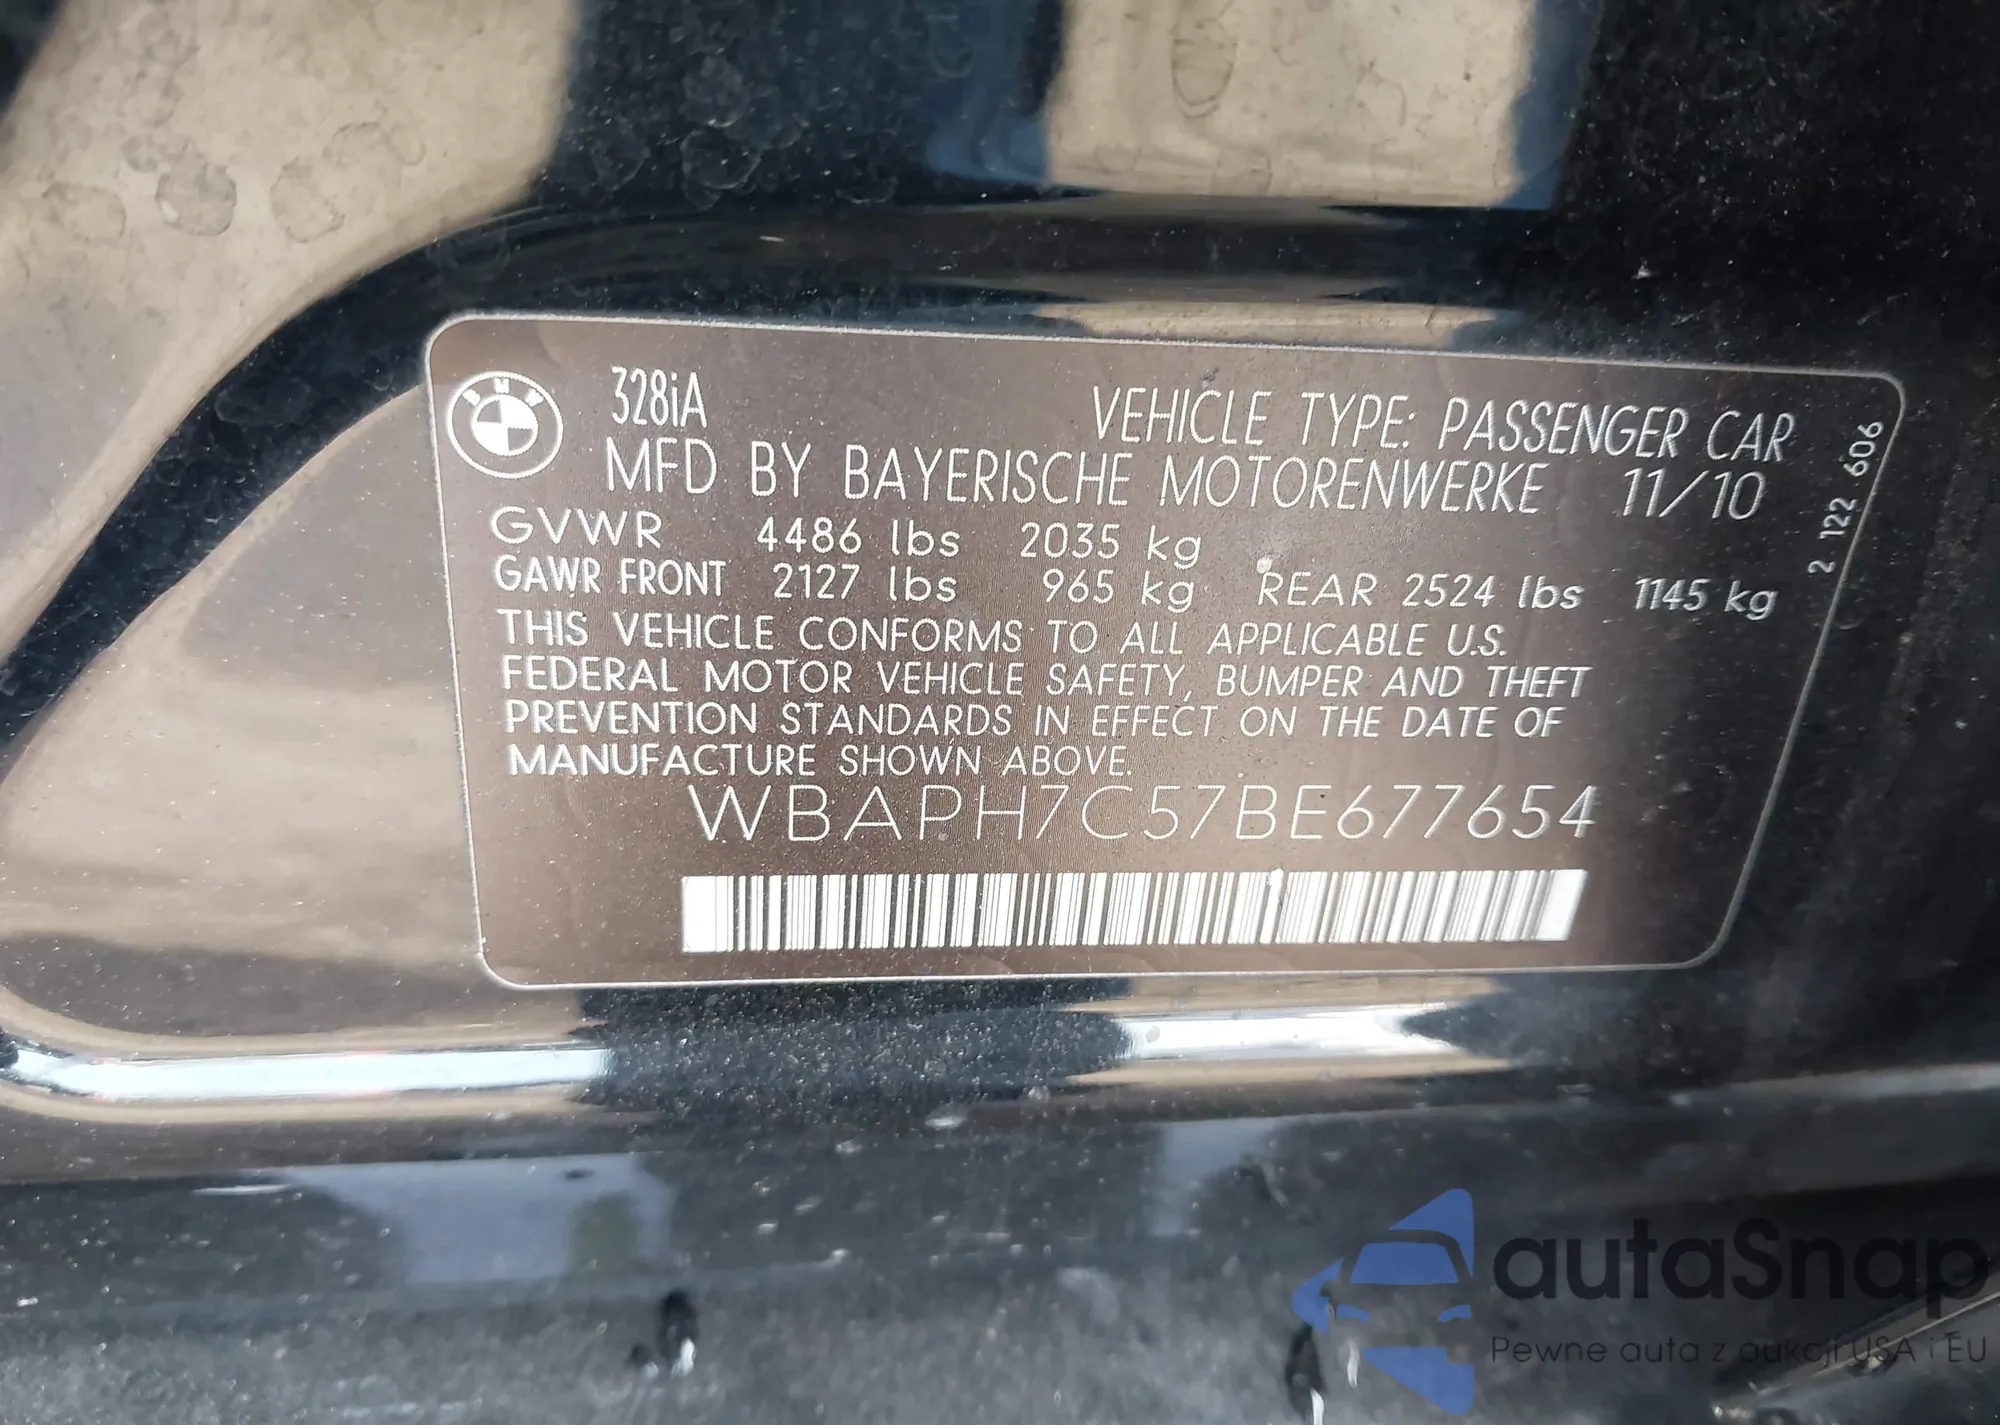 BMW
328iA
VEHICLE TYPE: PASSENGER CAR
MFD BY BAYERISCHE MOTORENWERKE 11/10
GVWR 4486 lbs 2035 kg
GAWR FRONT 2127 lbs 965 kg REAR 2524 lbs 1145 kg
THIS VEHICLE CONFORMS TO ALL APPLICABLE U.S.
FEDERAL MOTOR VEHICLE SAFETY, BUMPER AND THEFT
PREVENTION STANDARDS IN EFFECT ON THE DATE OF
MANUFACTURE SHOWN ABOVE.
WBAPH7C57BE677654
2 122 606
autaSnap
Pewne auta z aukcji USA i EU